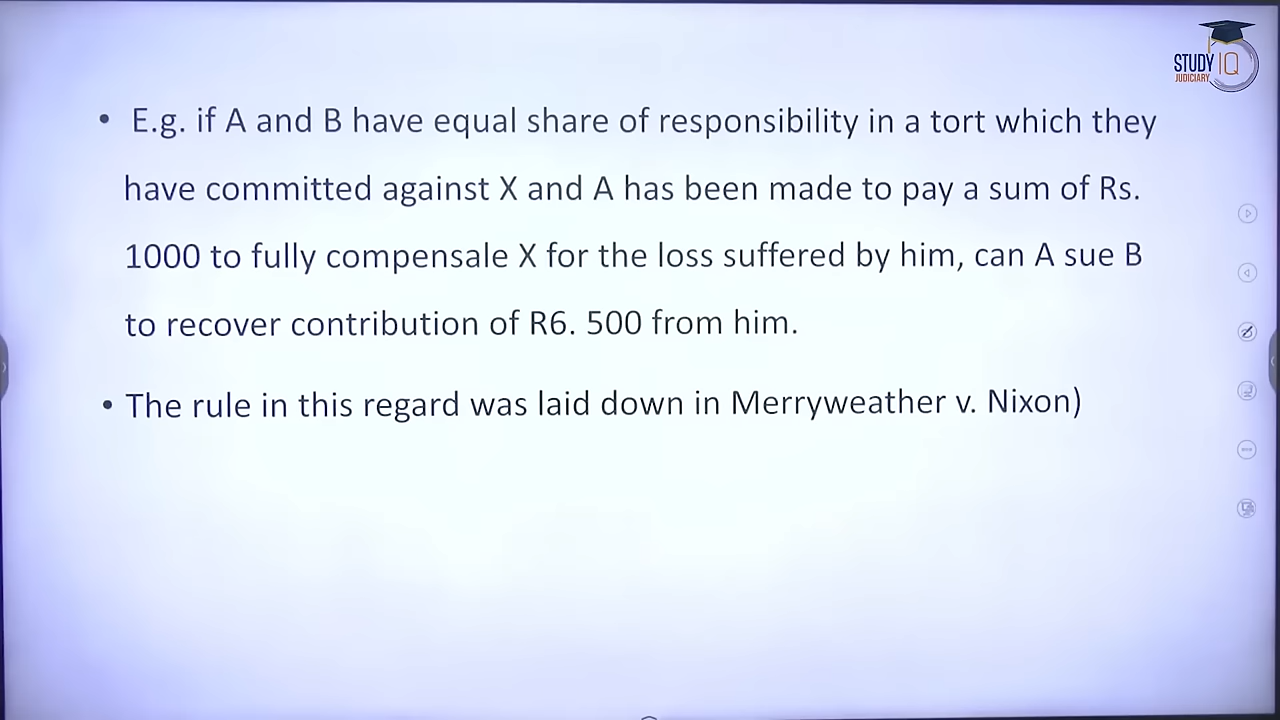 STUDY IQ
JUDICIARY
• E.g. if A and B have equal share of responsibility in a tort which they
have committed against X and A has been made to pay a sum of Rs.
1000 to fully compensale X for the loss suffered by him, can A sue B
to recover contribution of R6. 500 from him.
• The rule in this regard was laid down in Merryweather v. Nixon)